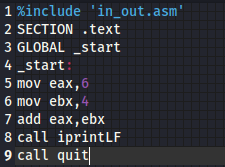 1 %include 'in_out.asm'
2 SECTION .text
3 GLOBAL _start
4 _start:
5 mov eax,6
6 mov ebx,4
7 add eax,ebx
8 call iprintLF
9 call quit